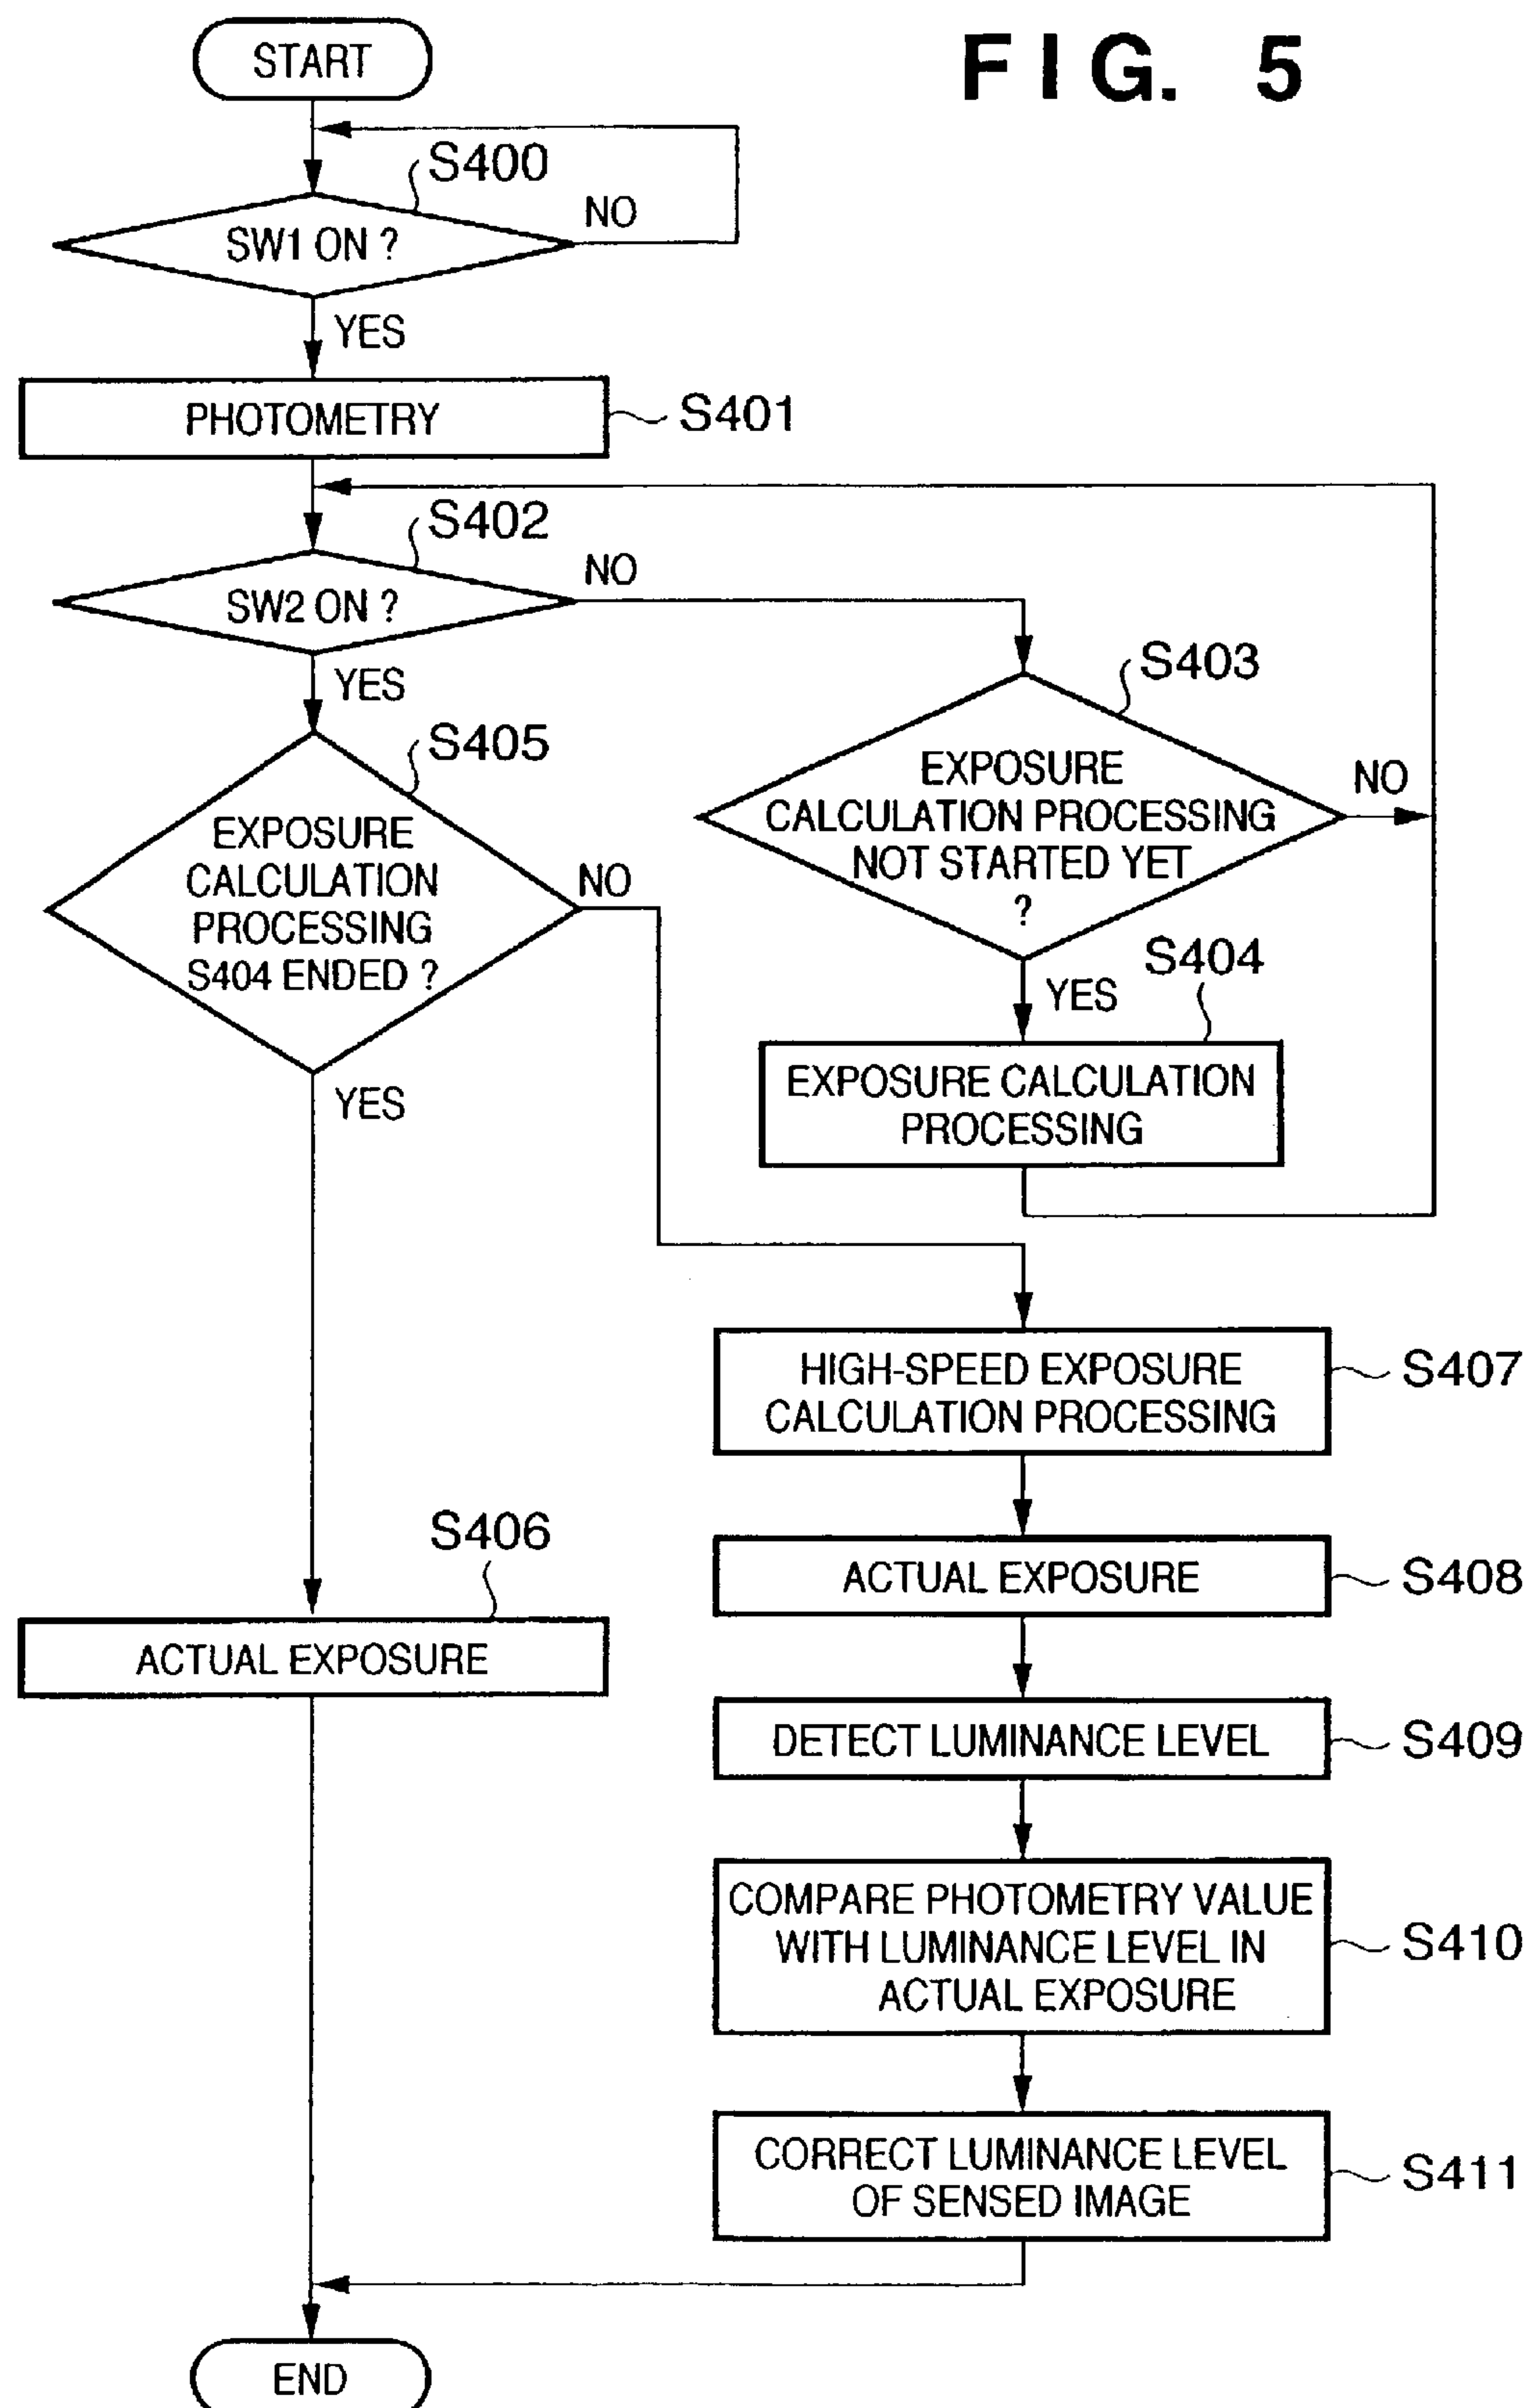 START
FIG. 5
S400
SW1 ON ?
NO
YES
PHOTOMETRY
S401
S402
SW2 ON ?
NO
YES
S403
EXPOSURE
CALCULATION PROCESSING
NOT STARTED YET
?
NO
YES
S404
EXPOSURE CALCULATION
PROCESSING
S405
EXPOSURE
CALCULATION
PROCESSING
S404 ENDED ?
NO
YES
S406
ACTUAL EXPOSURE
HIGH-SPEED EXPOSURE
CALCULATION PROCESSING
S407
ACTUAL EXPOSURE
S408
DETECT LUMINANCE LEVEL
S409
COMPARE PHOTOMETRY VALUE
WITH LUMINANCE LEVEL IN
ACTUAL EXPOSURE
S410
CORRECT LUMINANCE LEVEL
OF SENSED IMAGE
S411
END